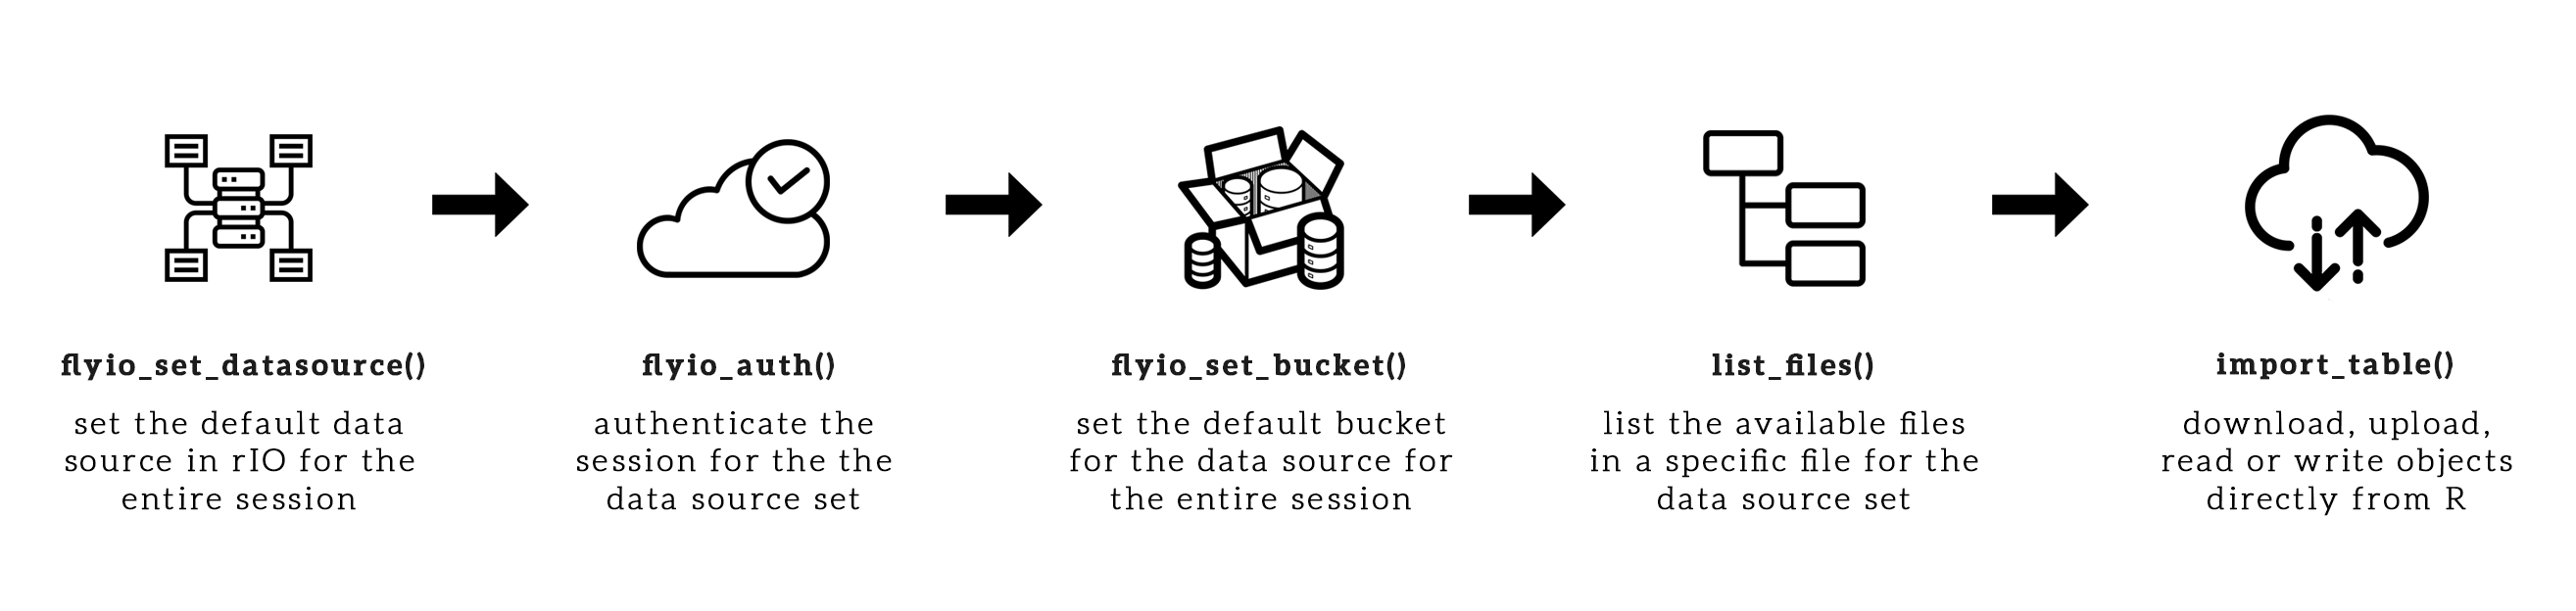 flyio_set_datasource()
set the default data
source in rIO for the
entire session
flyio_auth()
authenticate the
session for the the
data source set
flyio_set_bucket()
set the default bucket
for the data source for
the entire session
list_files()
list the available files
in a specific file for the
data source set
import_table()
download, upload,
read or write objects
directly from R